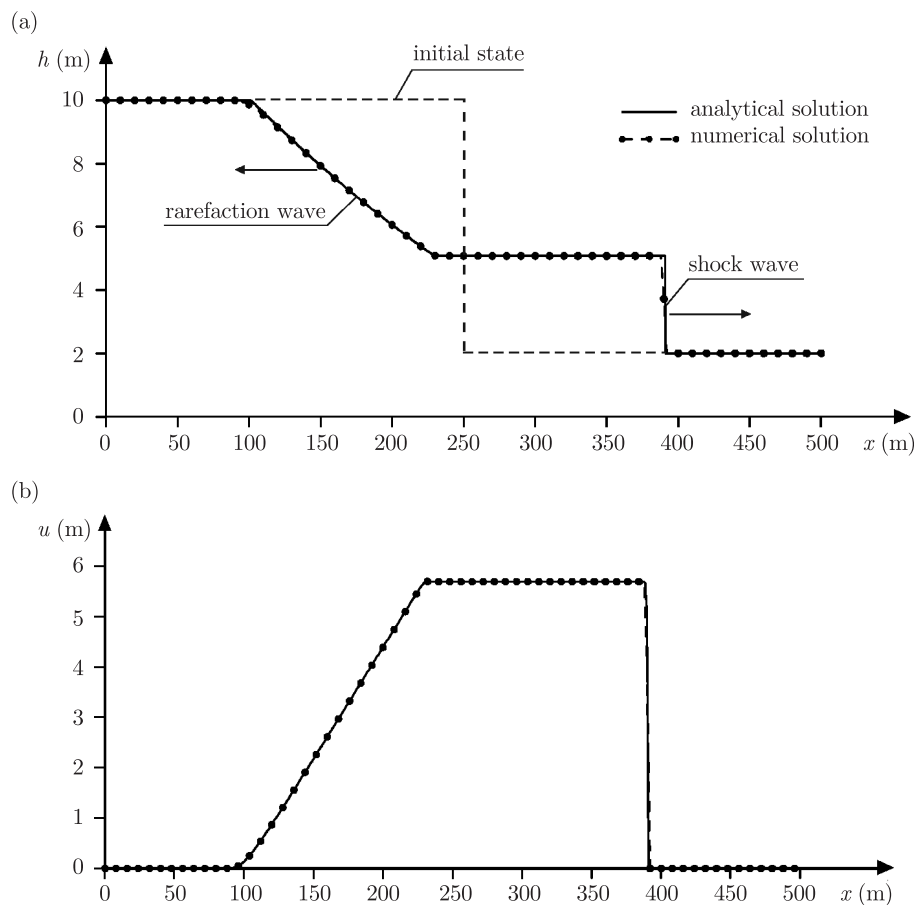 (a)
h (m)
initial state
10
analytical solution
numerical solution
8
rarefaction wave
6
shock wave
4
2
0
0 50 100 150 200 250 300 350 400 450 500 x (m)
(b)
u (m)
6
5
4
3
2
1
0
0 50 100 150 200 250 300 350 400 450 500 x (m)